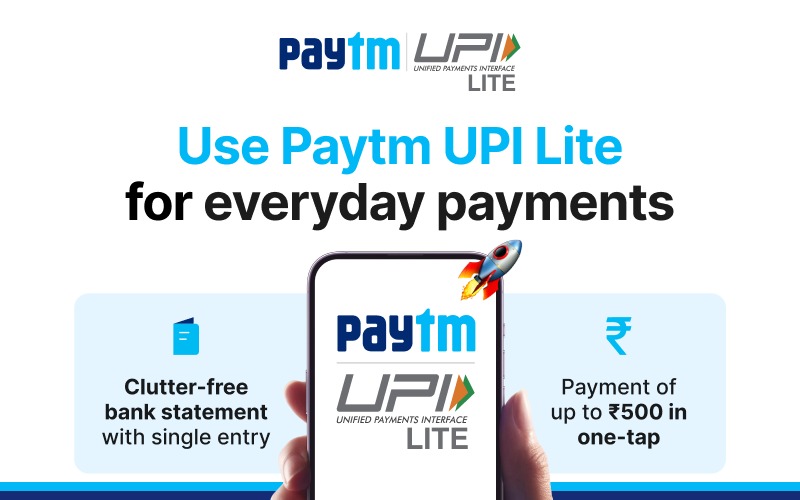 paytm UPI
UNIFIED PAYMENTS INTERFACE
LITE
Use Paytm UPI Lite
for everyday payments
Clutter-free
bank statement
with single entry
paytm
UPI
UNIFIED PAYMENTS INTERFACE
LITE
₹
Payment of
up to ₹500 in
one-tap